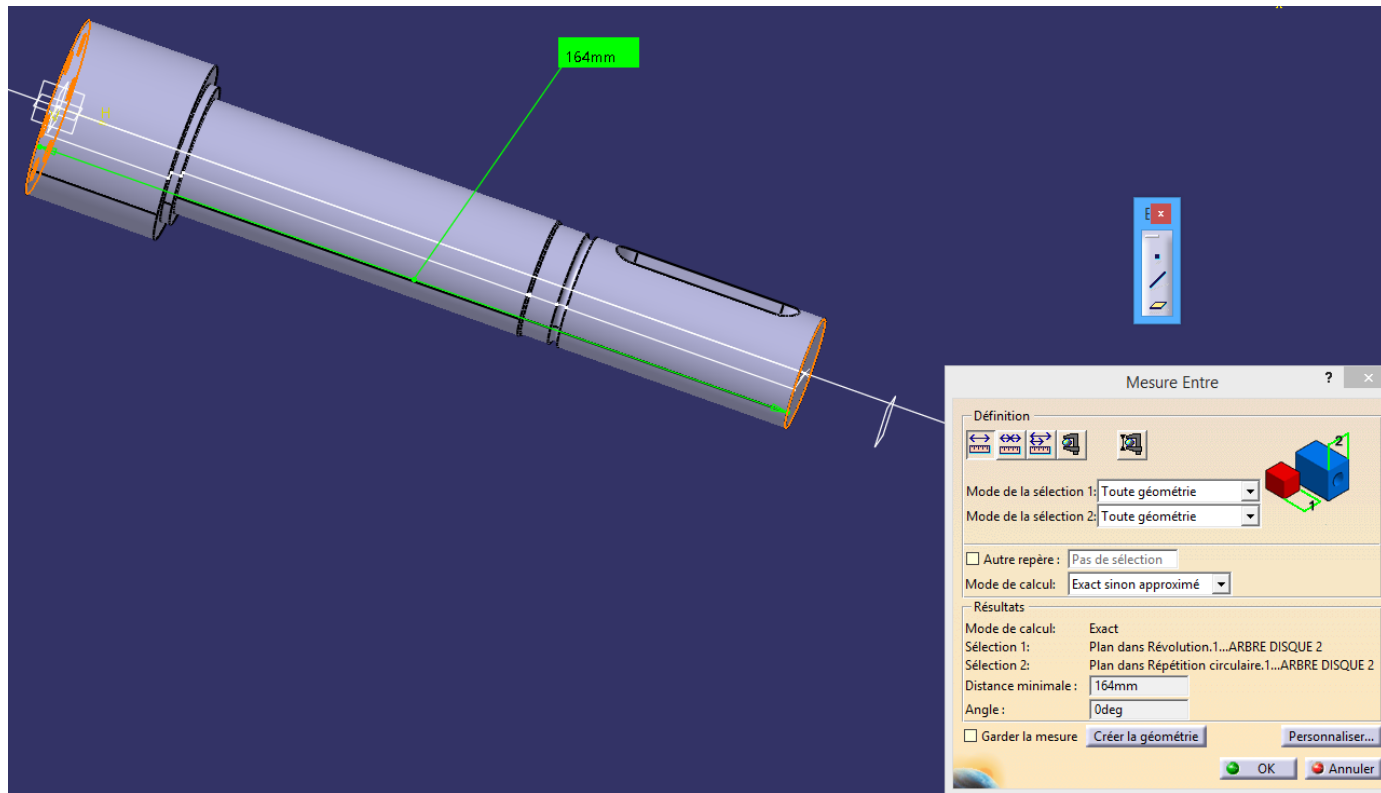 164mm
H
E x
Mesure Entre ? ×
Définition
2
1
Mode de la sélection 1: Toute géométrie
Mode de la sélection 2: Toute géométrie
Autre repère : Pas de sélection
Mode de calcul: Exact sinon approximé
Résultats
Mode de calcul: Exact
Sélection 1: Plan dans Révolution.1...ARBRE DISQUE 2
Sélection 2: Plan dans Répétition circulaire.1...ARBRE DISQUE 2
Distance minimale : 164mm
Angle : 0deg
Garder la mesure Créer la géométrie Personnaliser...
OK Annuler